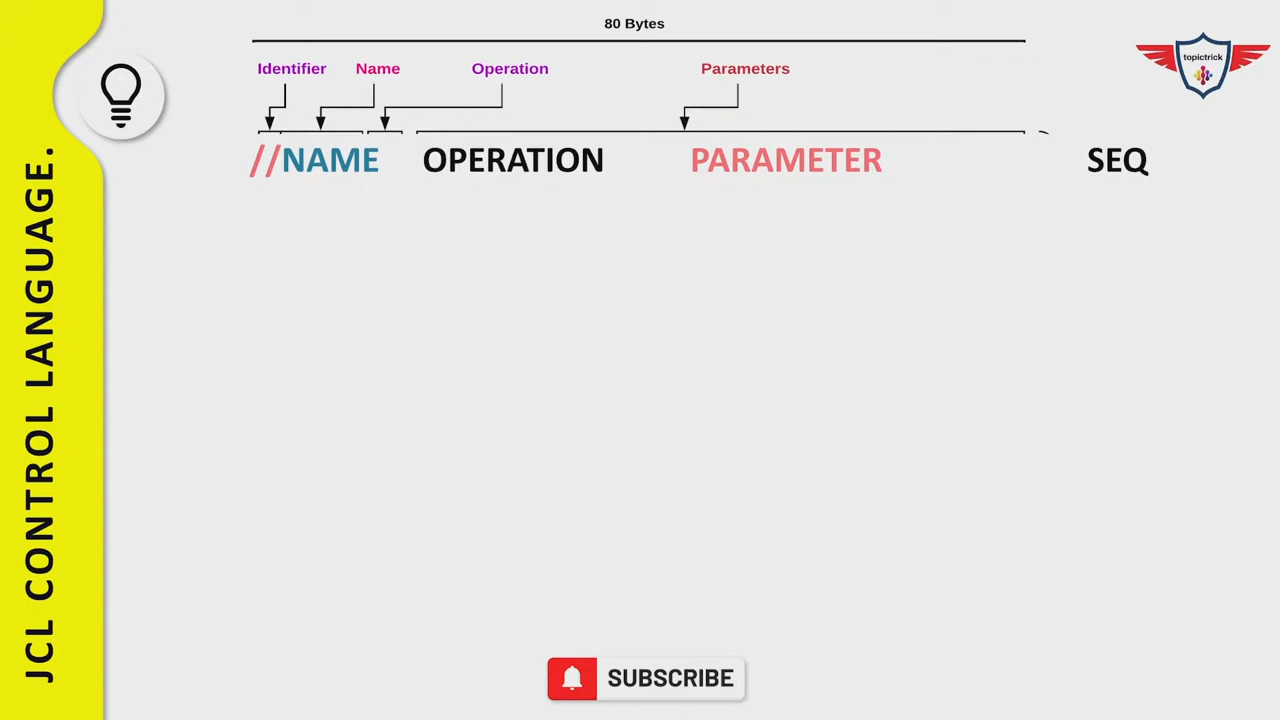 80 Bytes
Identifier Name Operation Parameters
topictrick
//NAME OPERATION PARAMETER SEQ
JCL CONTROL LANGUAGE.
SUBSCRIBE